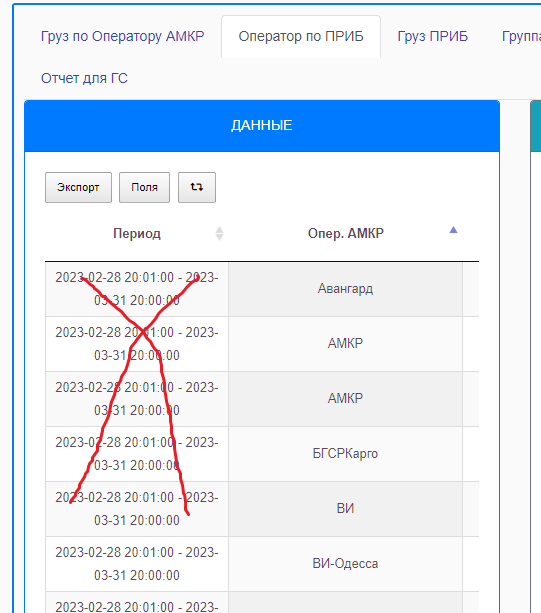 Груз по Оператору АМКР Оператор по ПРИБ Груз ПРИБ Групп
Отчет для ГС
ДАННЫЕ
Экспорт Поля
Период Опер. АМКР
2023-02-28 20:01:00 - 2023-
03-31 20:00:00
Авангард
2023-02-28 20:01:00 - 2023-
03-31 20:00:00
АМКР
2023-02-28 20:01:00 - 2023-
03-31 20:00:00
АМКР
2023-02-28 20:01:00 - 2023-
03-31 20:00:00
БГСРКарго
2023-02-28 20:01:00 - 2023-
03-31 20:00:00
ВИ
2023-02-28 20:01:00 - 2023-
03-31 20:00:00
ВИ-Одесса
2023-02-28 20:01:00 - 2023-